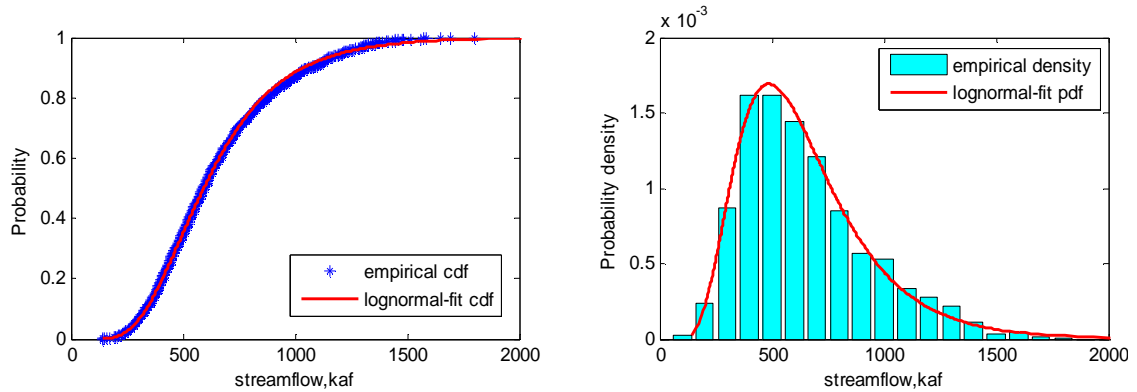 1
0.8
0.6
0.4
0.2
0
Probability
0 500 1000 1500 2000
streamflow,kaf
empirical cdf
lognormal-fit cdf
x 10⁻³
2
1.5
1
0.5
0
Probability density
0 500 1000 1500 2000
streamflow,kaf
empirical density
lognormal-fit pdf